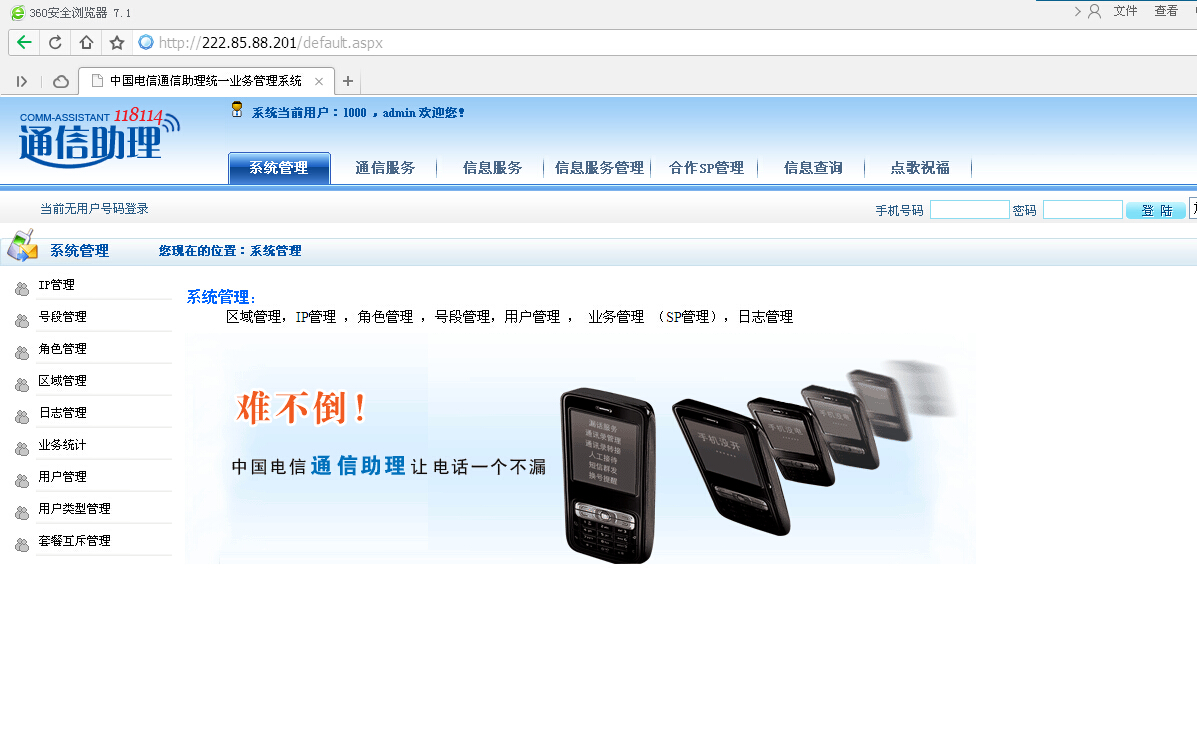 360安全浏览器 7.1
文件 查看
http://222.85.88.201/default.aspx
中国电信通信助理统一业务管理系统
COMM-ASSISTANT 118114
通信助理
系统当前用户：1000 ，admin 欢迎您！
系统管理 通信服务 信息服务 信息服务管理 合作SP管理 信息查询 点歌祝福
当前无用户号码登录
手机号码 密码 登 陆
系统管理 您现在的位置：系统管理
IP管理
号段管理
角色管理
区域管理
日志管理
业务统计
用户管理
用户类型管理
套餐互斥管理
系统管理：
区域管理，IP管理 ，角色管理 ，号段管理，用户管理 ， 业务管理 （SP管理），日志管理
难不倒！
中国电信通信助理让电话一个不漏
漏话服务
通讯录管理
通讯录转接
人工接待
短信群发
换号提醒
手机没开
手机没电
手机没电